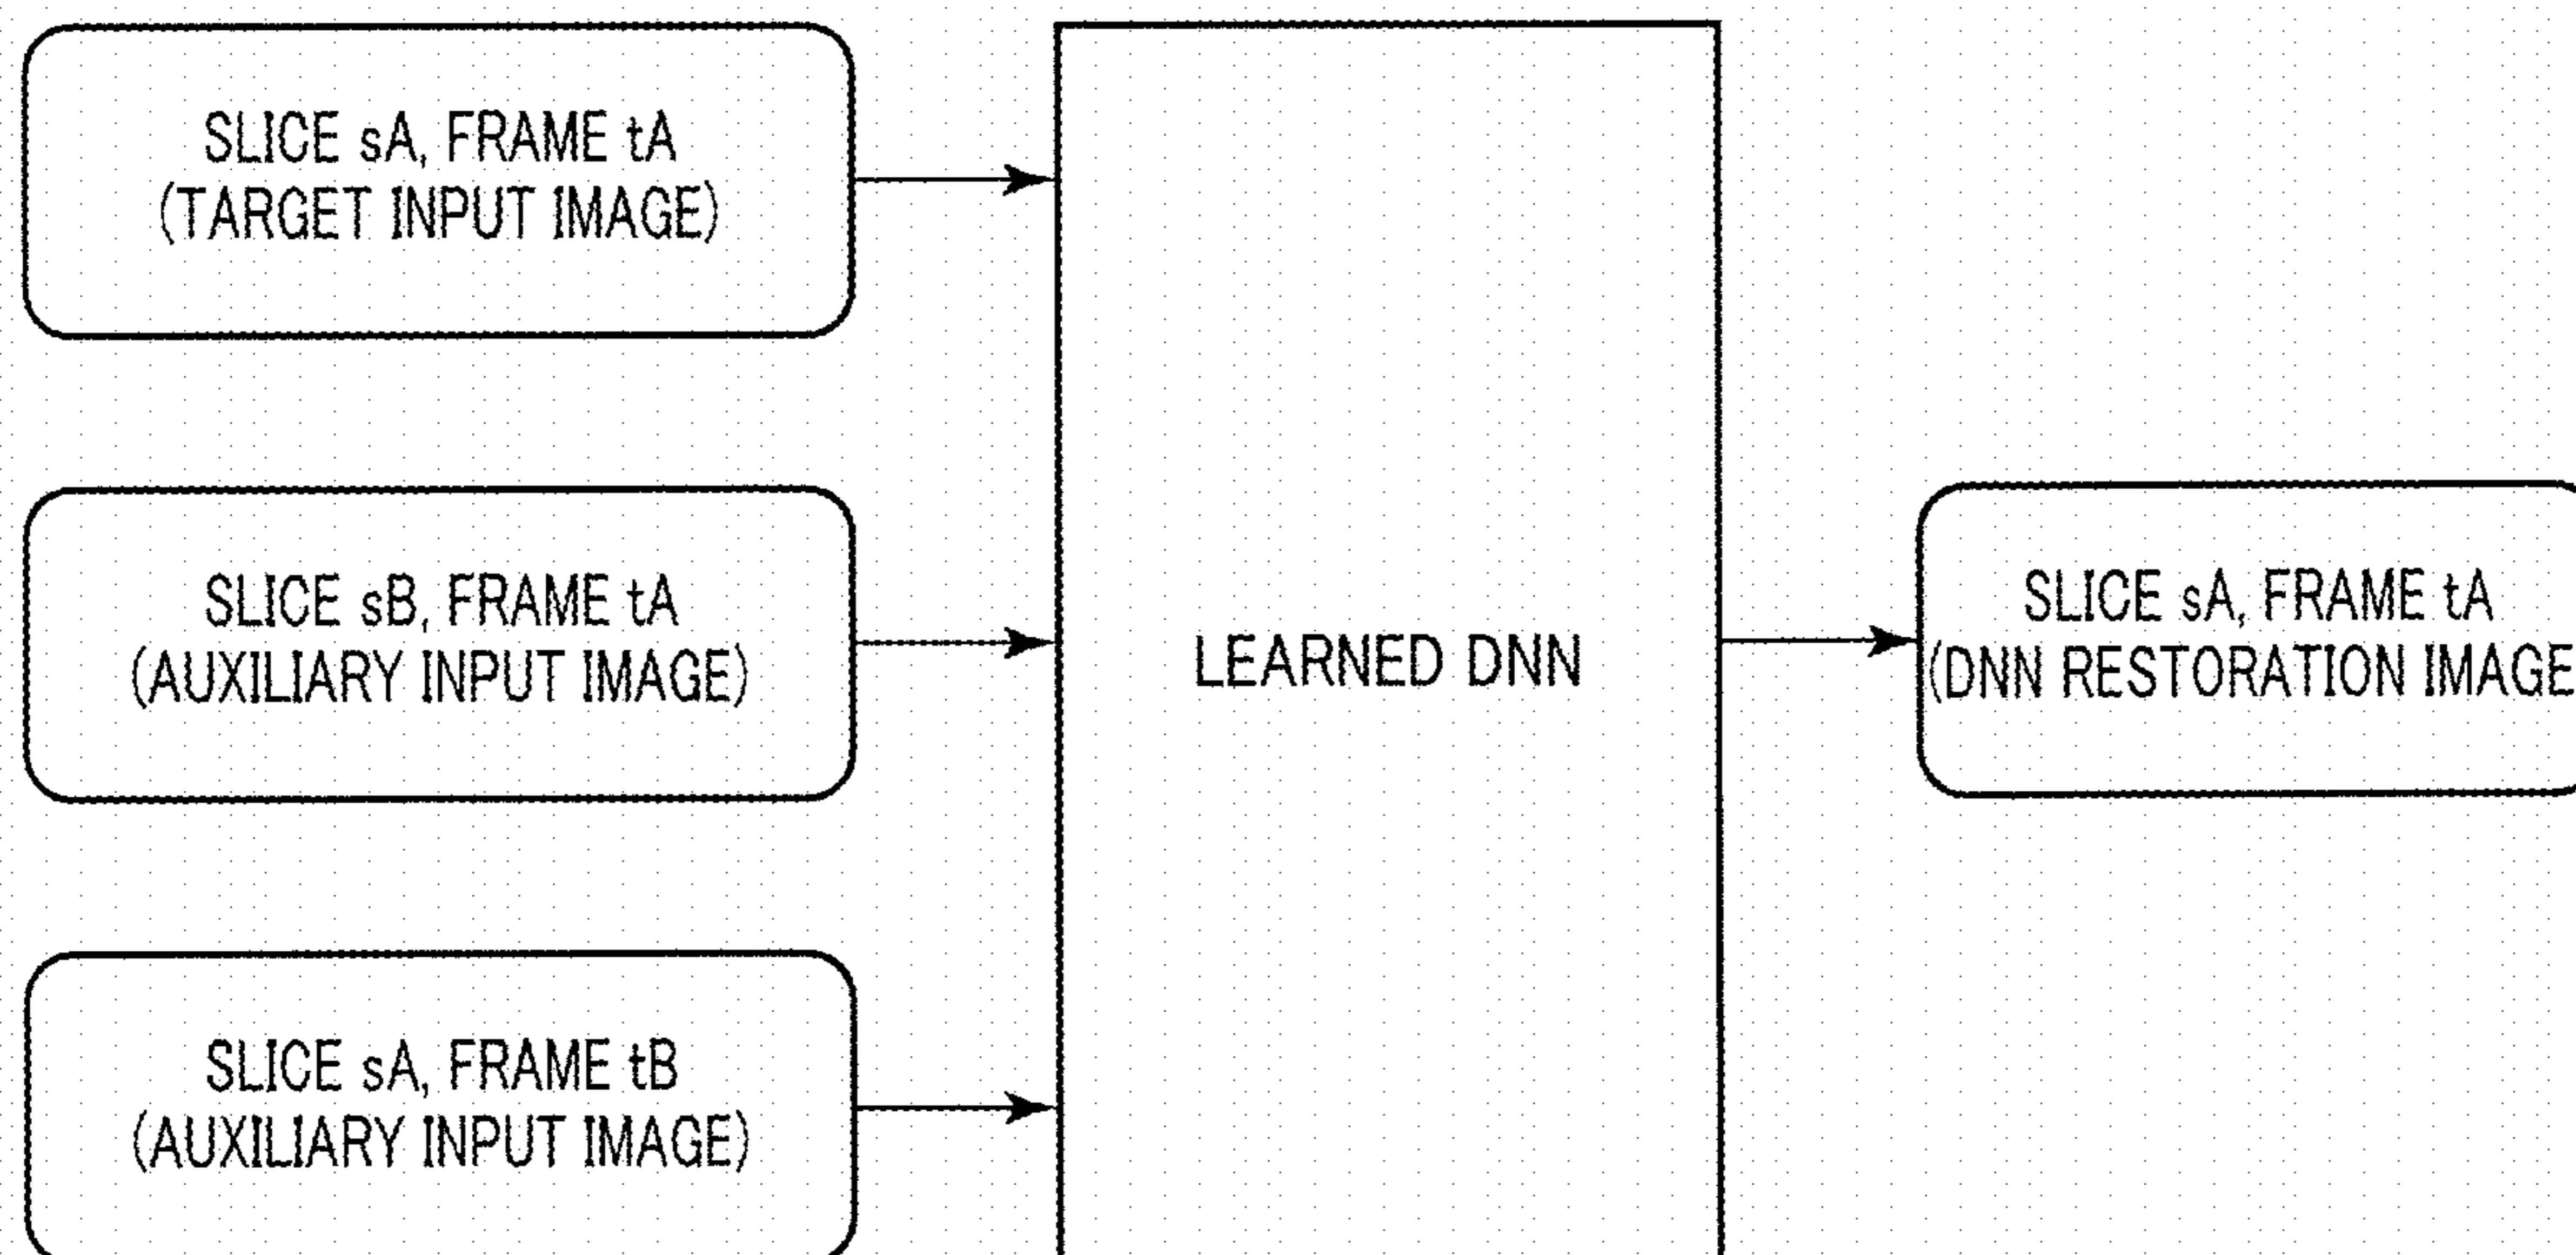 SLICE sA, FRAME tA
(TARGET INPUT IMAGE)
SLICE sB, FRAME tA
(AUXILIARY INPUT IMAGE)
SLICE sA, FRAME tB
(AUXILIARY INPUT IMAGE)
LEARNED DNN
SLICE sA, FRAME tA
(DNN RESTORATION IMAGE